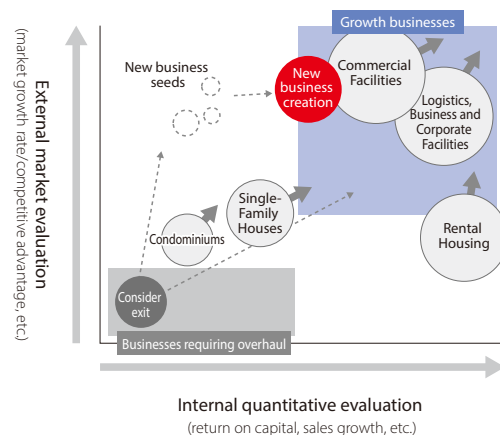 Growth businesses
External market evaluation
(market growth rate/competitive advantage, etc.)
New business
seeds
New
business
creation
Commercial
Facilities
Logistics,
Business and
Corporate
Facilities
Single-
Family
Houses
Condominiums
Rental
Housing
Consider
exit
Businesses requiring overhaul
Internal quantitative evaluation
(return on capital, sales growth, etc.)